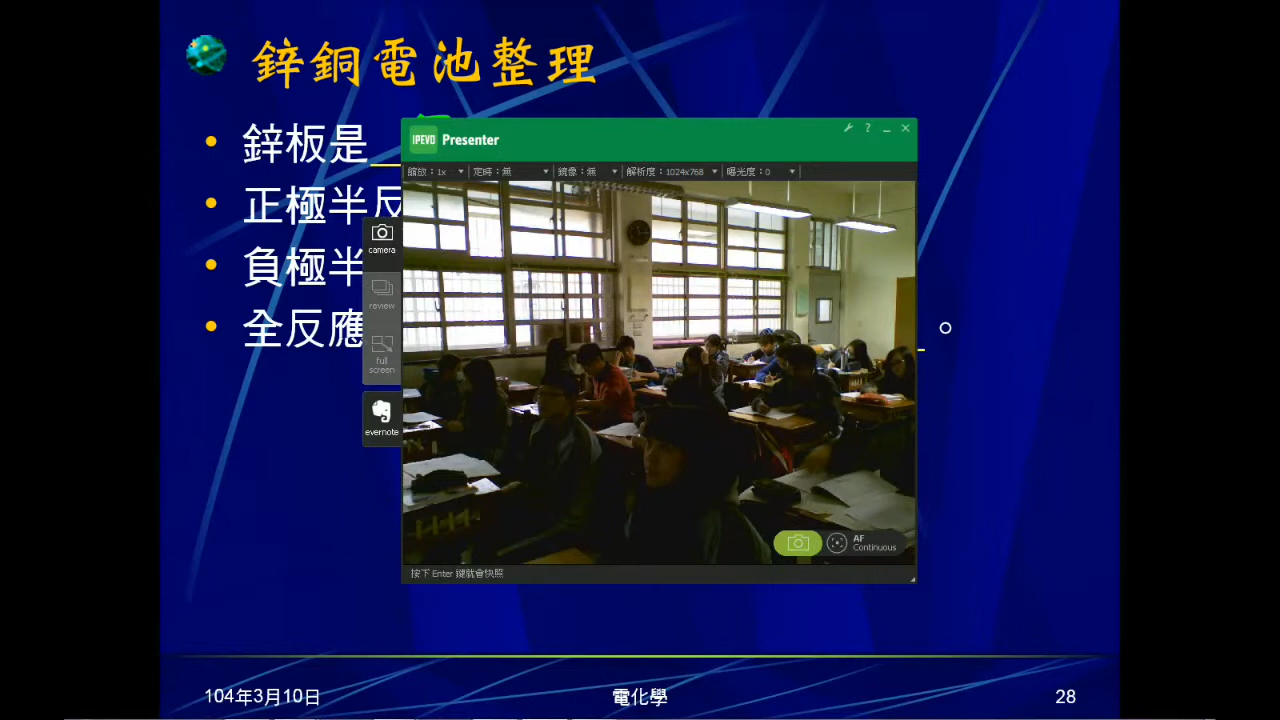 鋅銅電池整理
• 鋅板是
• 正極半反
• 負極半
• 全反應
IPEVO Presenter
縮放：1x 定時：無 鏡像：無 解析度：1024x768 曝光度：0
camera
review
full
screen
evernote
AF
Continuous
按下 Enter 鍵就會快照
104年3月10日 電化學 28